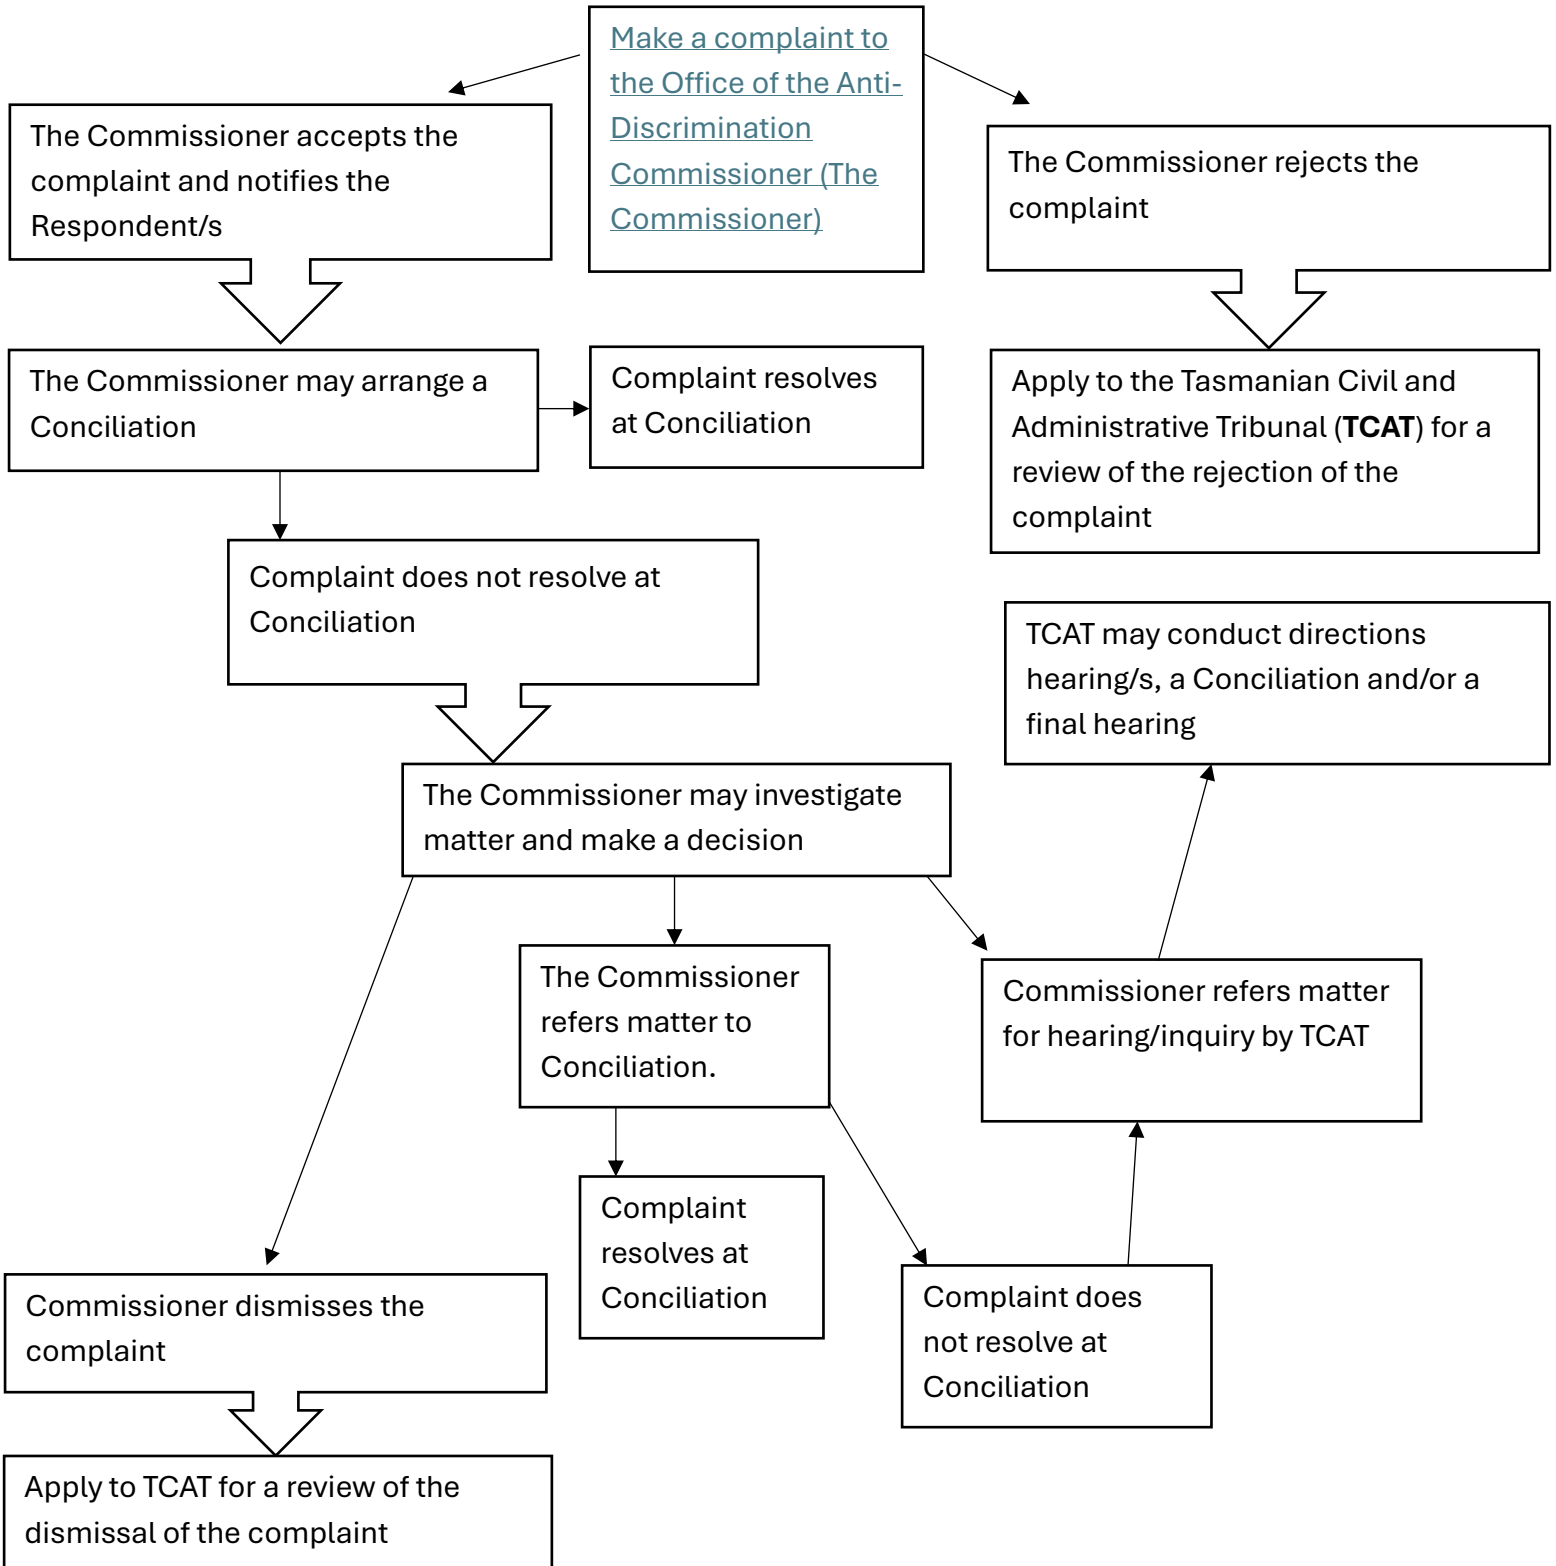 Make a complaint to
the Office of the Anti-
Discrimination
Commissioner (The
Commissioner)
The Commissioner accepts the
complaint and notifies the
Respondent/s
The Commissioner rejects the
complaint
The Commissioner may arrange a
Conciliation
Complaint resolves
at Conciliation
Apply to the Tasmanian Civil and
Administrative Tribunal (TCAT) for a
review of the rejection of the
complaint
Complaint does not resolve at
Conciliation
TCAT may conduct directions
hearing/s, a Conciliation and/or a
final hearing
The Commissioner may investigate
matter and make a decision
The Commissioner
refers matter to
Conciliation.
Commissioner refers matter
for hearing/inquiry by TCAT
Complaint
resolves at
Conciliation
Complaint does
not resolve at
Conciliation
Commissioner dismisses the
complaint
Apply to TCAT for a review of the
dismissal of the complaint